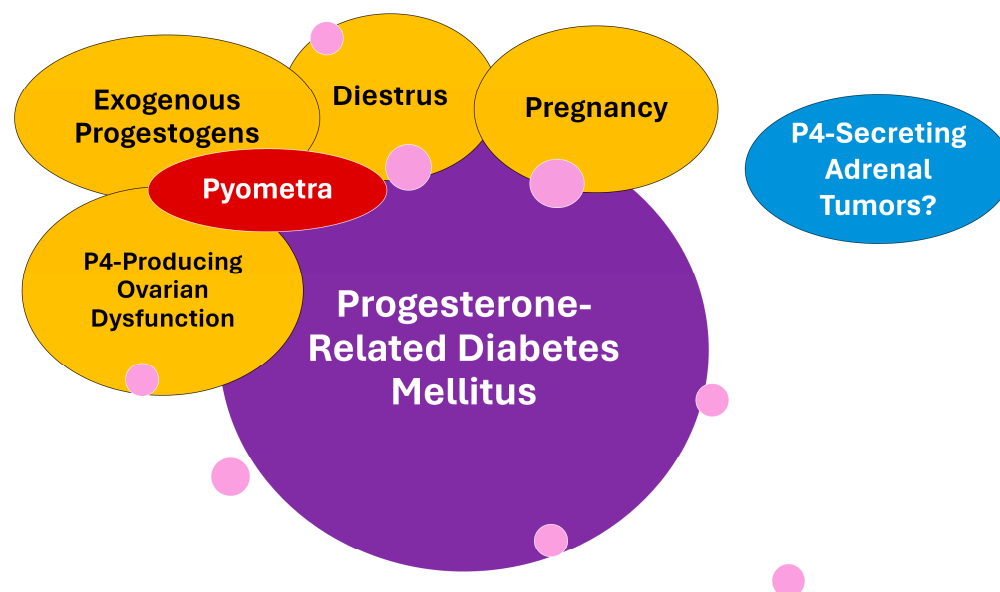 Exogenous
Progestogens
Diestrus
Pregnancy
P4-Secreting
Adrenal
Tumors?
Pyometra
P4-Producing
Ovarian
Dysfunction
Progesterone-
Related Diabetes
Mellitus